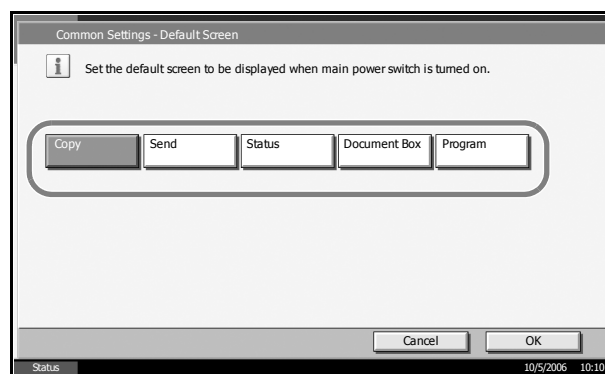 Common Settings - Default Screen
i Set the default screen to be displayed when main power switch is turned on.
Copy Send Status Document Box Program
Cancel OK
Status 10/5/2006 10:10